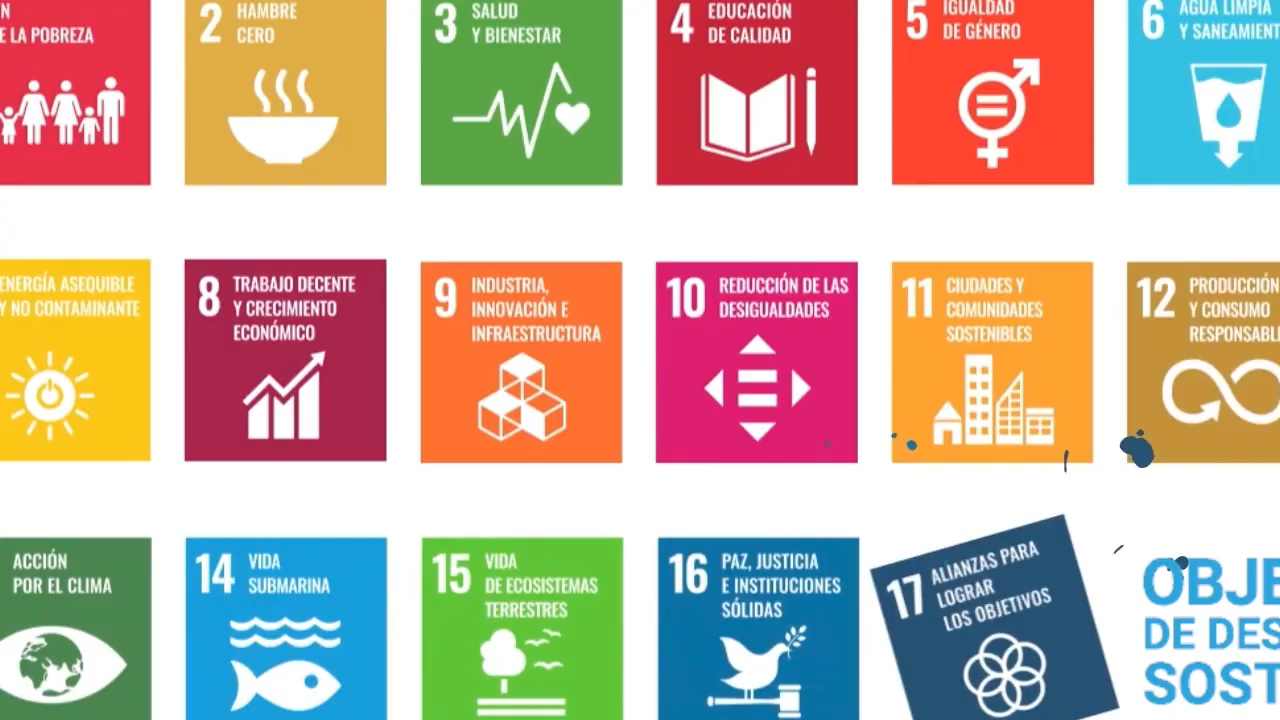 N
E LA POBREZA
2 HAMBRE
CERO
3 SALUD
Y BIENESTAR
4 EDUCACIÓN
DE CALIDAD
5 IGUALDAD
DE GÉNERO
6 AGUA LIMPIA
Y SANEAMIENT
ENERGÍA ASEQUIBLE
Y NO CONTAMINANTE
8 TRABAJO DECENTE
Y CRECIMIENTO
ECONÓMICO
9 INDUSTRIA,
INNOVACIÓN E
INFRAESTRUCTURA
10 REDUCCIÓN DE LAS
DESIGUALDADES
11 CIUDADES Y
COMUNIDADES
SOSTENIBLES
12 PRODUCCIÓN
Y CONSUMO
RESPONSABL
ACCIÓN
POR EL CLIMA
14 VIDA
SUBMARINA
15 VIDA
DE ECOSISTEMAS
TERRESTRES
16 PAZ, JUSTICIA
E INSTITUCIONES
SÓLIDAS
17 ALIANZAS PARA
LOGRAR
LOS OBJETIVOS
OBJE
DE DES
SOST